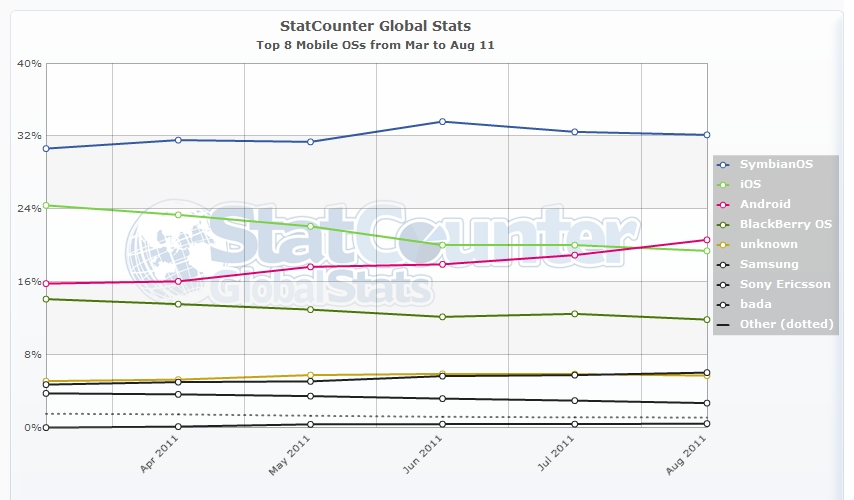 StatCounter Global Stats
Top 8 Mobile OSs from Mar to Aug 11
40%
32%
24%
16%
8%
0%
StatCounter
GlobalStats
SymbianOS
iOS
Android
BlackBerry OS
unknown
Samsung
Sony Ericsson
bada
Other (dotted)
Apr 2011
May 2011
Jun 2011
Jul 2011
Aug 2011